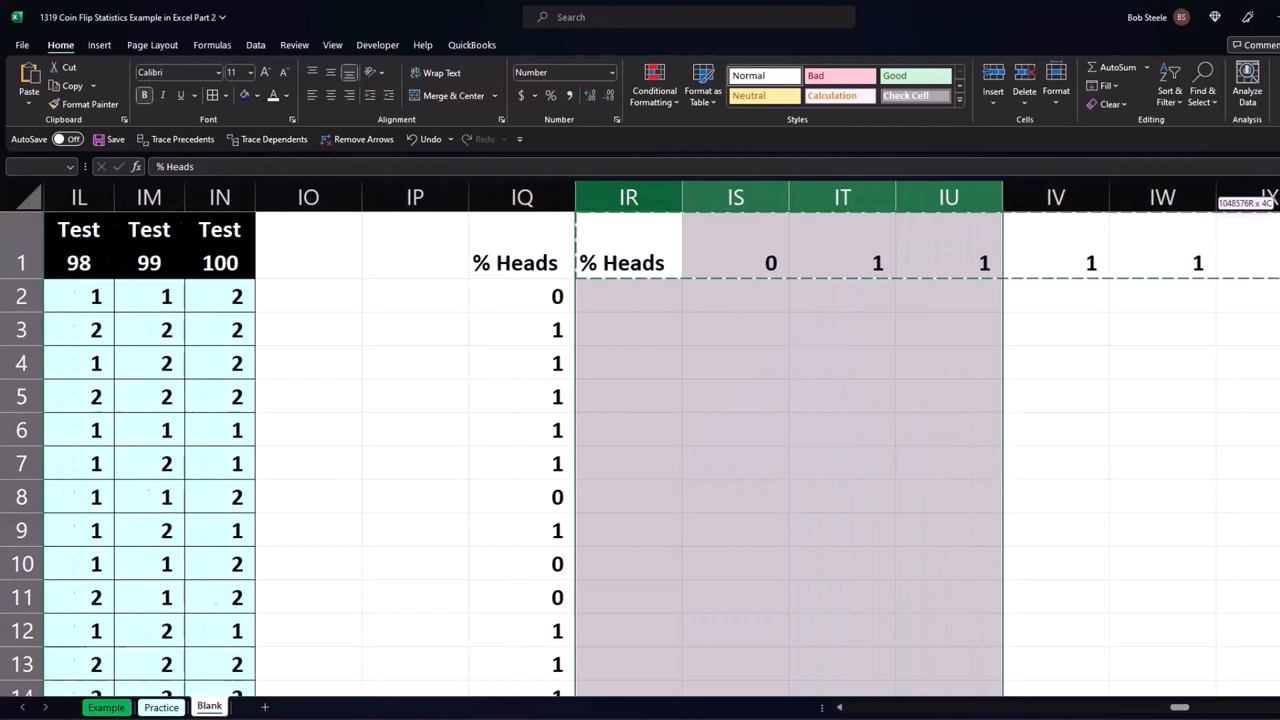 1319 Coin Flip Statistics Example in Excel Part 2
Search
Bob Steele BS
File Home Insert Page Layout Formulas Data Review View Developer Help QuickBooks
Comme
Paste
Cut
Copy
Format Painter
Clipboard
Calibri 11
B I U
Font
Wrap Text
Merge & Center
Alignment
Number
$ % 9
Number
Conditional Formatting
Format as Table
Normal Bad Good
Neutral Calculation Check Cell
Styles
Insert Delete Format
Cells
AutoSum
Fill
Clear
Sort & Filter
Find & Select
Editing
Analyze Data
Analysis
AutoSave Off Save Trace Precedents Trace Dependents Remove Arrows Undo Redo
fx % Heads
IL IM IN IO IP IQ IR IS IT IU IV IW IX
1048576R x 4C
Test Test Test
1 98 99 100 % Heads % Heads 0 1 1 1 1
2 1 1 2 0
3 2 2 2 1
4 1 2 2 1
5 2 2 2 1
6 1 1 1 1
7 1 2 1 1
8 1 1 2 0
9 1 2 1 1
10 1 1 2 0
11 2 1 2 0
12 1 2 1 1
13 2 2 2 1
Example Practice Blank